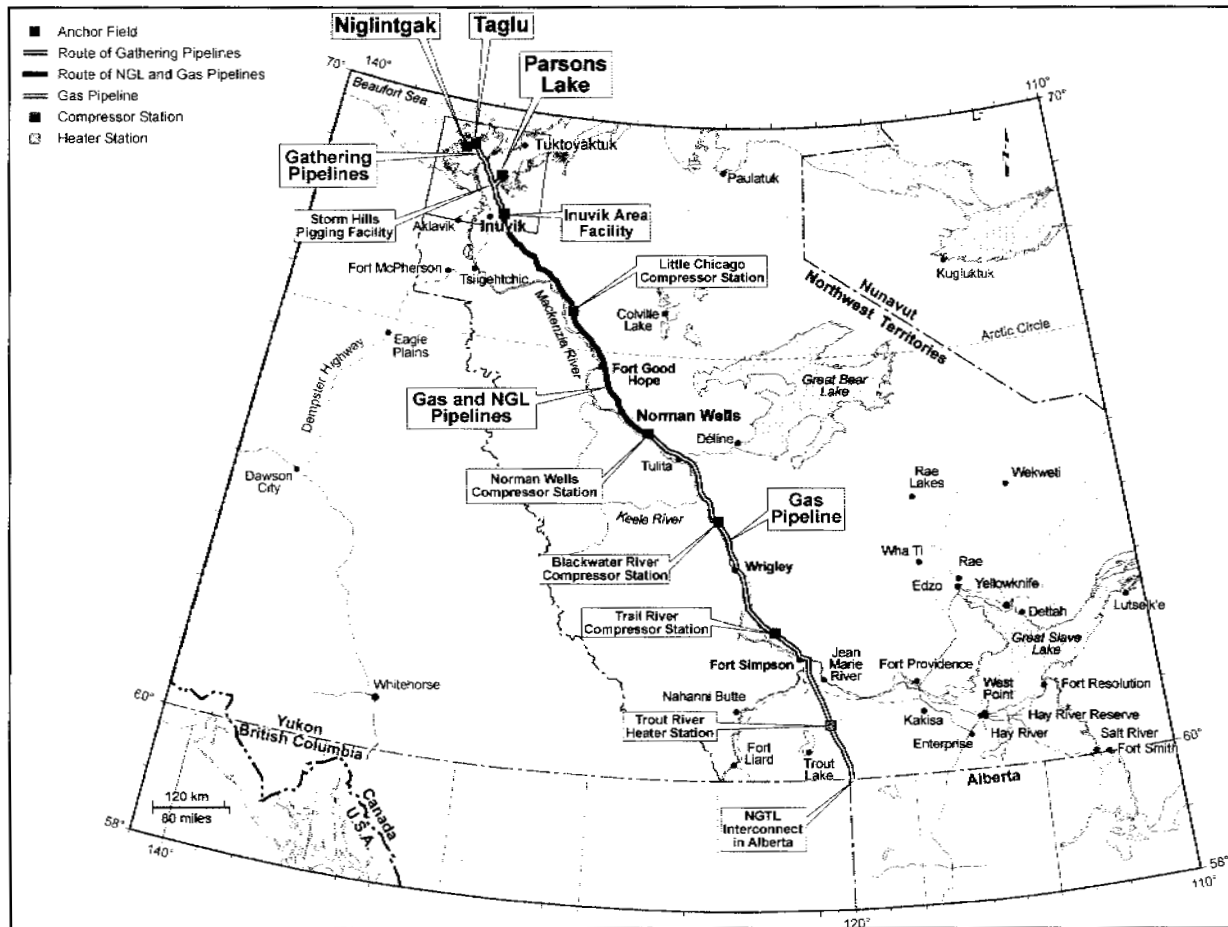 Anchor Field
Route of Gathering Pipelines
Route of NGL and Gas Pipelines
Gas Pipeline
Compressor Station
Heater Station
Niglintgak
Taglu
Parsons
Lake
70°
140°
110°
70°
Beaufort Sea
Tuktoyaktuk
Paulatuk
Gathering
Pipelines
Storm Hills
Pigging Facility
Aklavik
Inuvik
Inuvik Area
Facility
Fort McPherson
Tsiigehtchic
Little Chicago
Compressor Station
Kugluktuk
Nunavut
Northwest Territories
Mackenzie River
Colville
Lake
Arctic Circle
Eagle
Plains
Dempster Highway
Fort Good
Hope
Great Bear
Lake
Gas and NGL
Pipelines
Norman Wells
Déline
Tulita
Dawson
City
Norman Wells
Compressor Station
Rae
Lakes
Wekweti
Keele River
Gas
Pipeline
Blackwater River
Compressor Station
Wrigley
Wha Ti
Rae
Edzo
Yellowknife
Dettah
Lutselk'e
Trail River
Compressor Station
Great Slave
Lake
Fort Simpson
Jean
Marie
River
Fort Providence
West
Point
Fort Resolution
Whitehorse
Nahanni Butte
Kakisa
Hay River Reserve
Trout River
Heater Station
Enterprise
Hay River
Salt River
Fort Smith
60°
60°
Yukon
British Columbia
Fort
Liard
Trout
Lake
Alberta
120 km
80 miles
Canada
U.S.A.
NGTL
Interconnect
in Alberta
58°
140°
120°
58°
110°